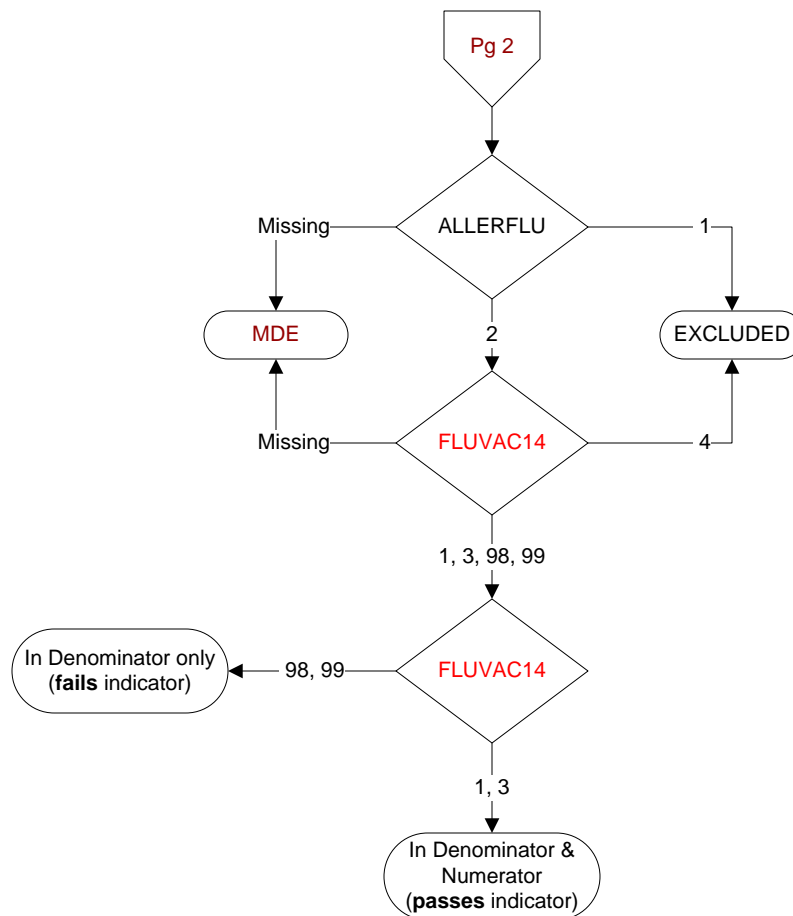 Pg 2
ALLERFLU
Missing
1
MDE
EXCLUDED
2
FLUVAC14
Missing
4
1, 3, 98, 99
FLUVAC14
In Denominator only
(fails indicator)
98, 99
1, 3
In Denominator &
Numerator
(passes indicator)